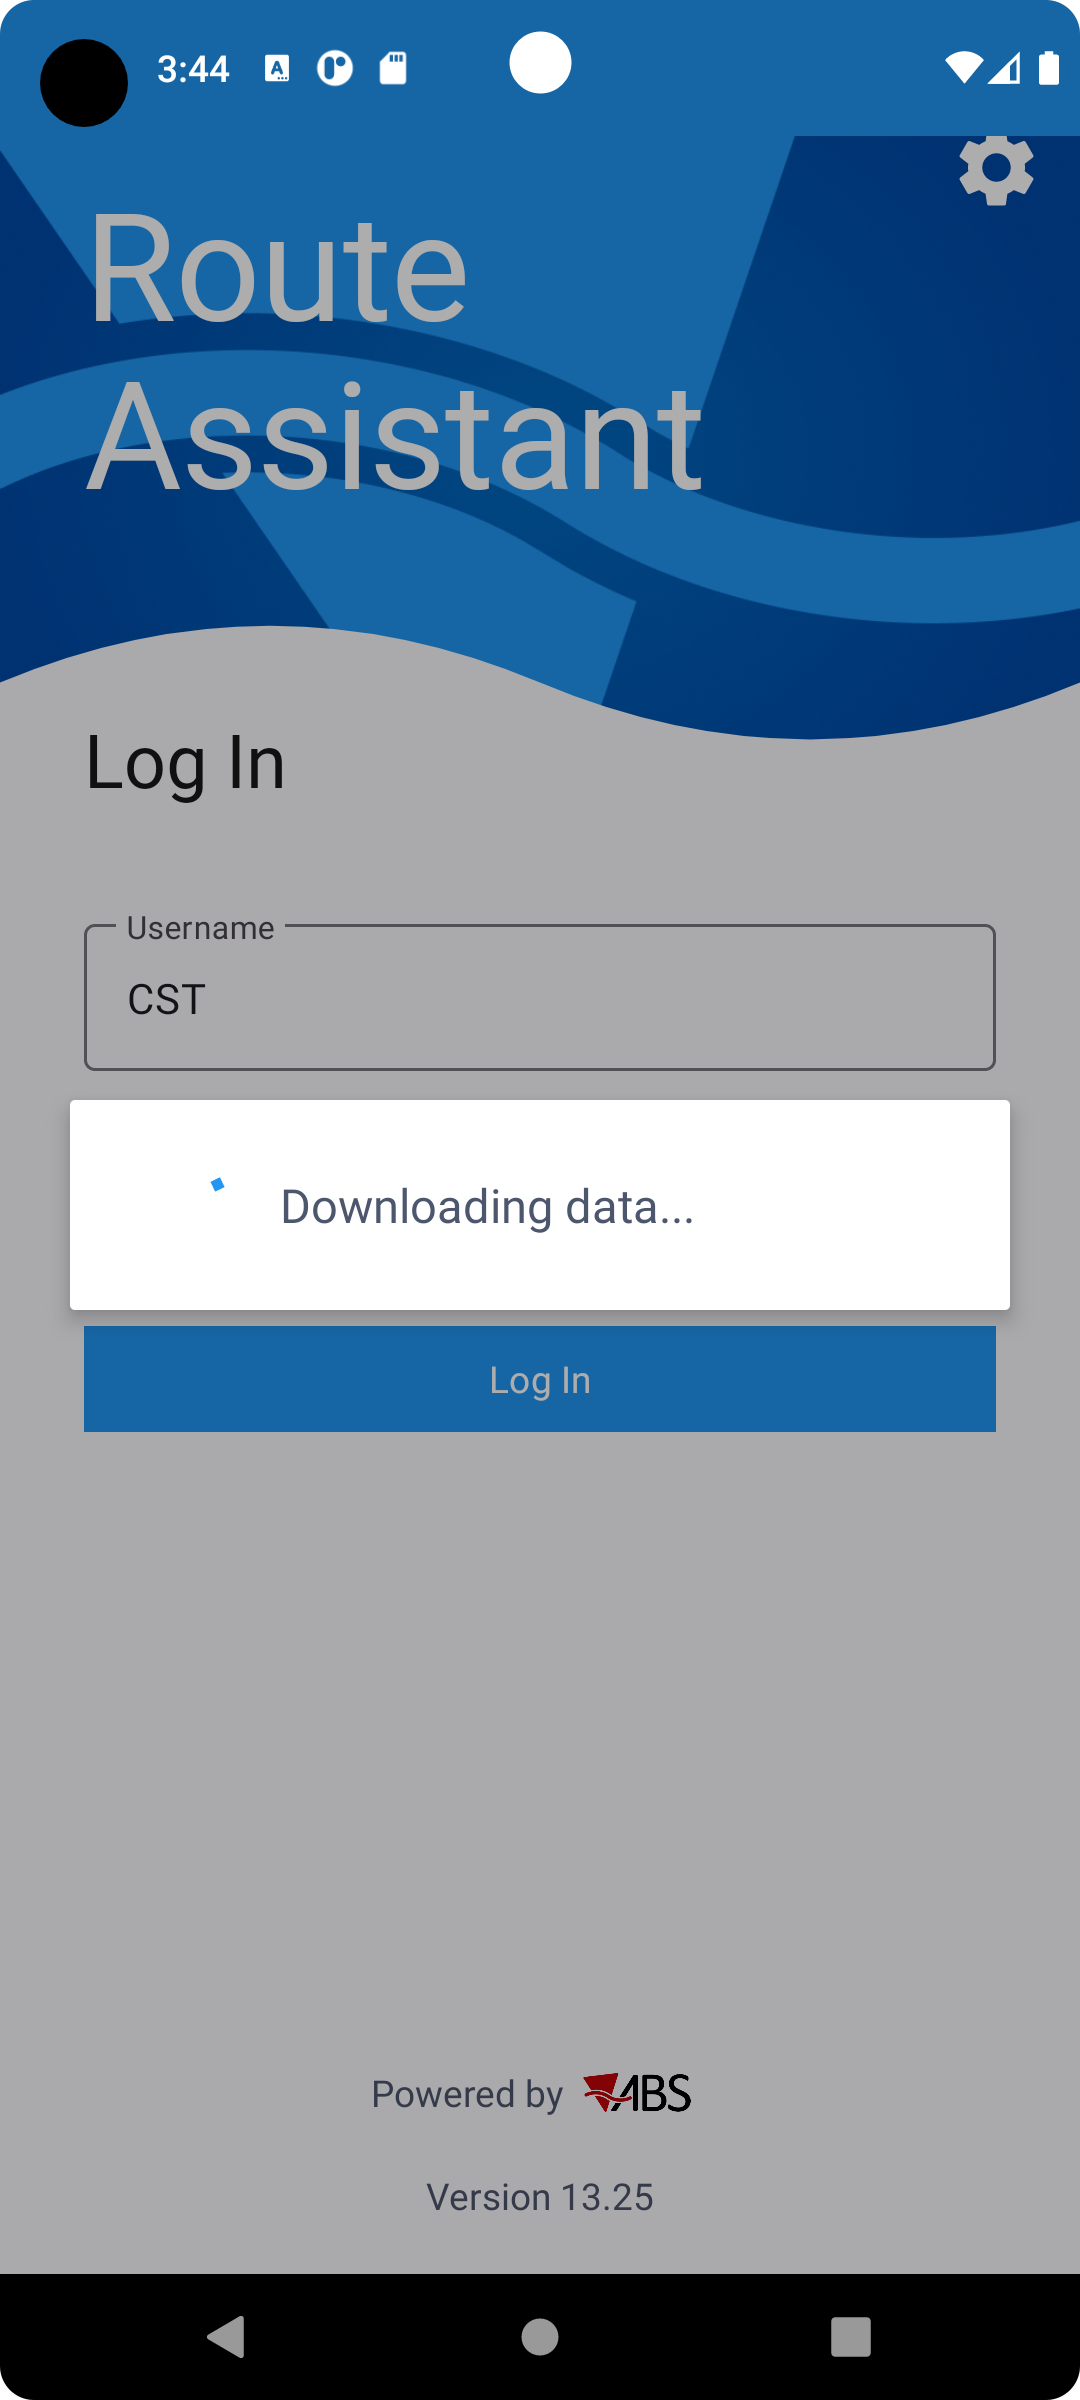 3:44
Route
Assistant
Log In
Username
CST
Downloading data...
Log In
Powered by ABS
Version 13.25